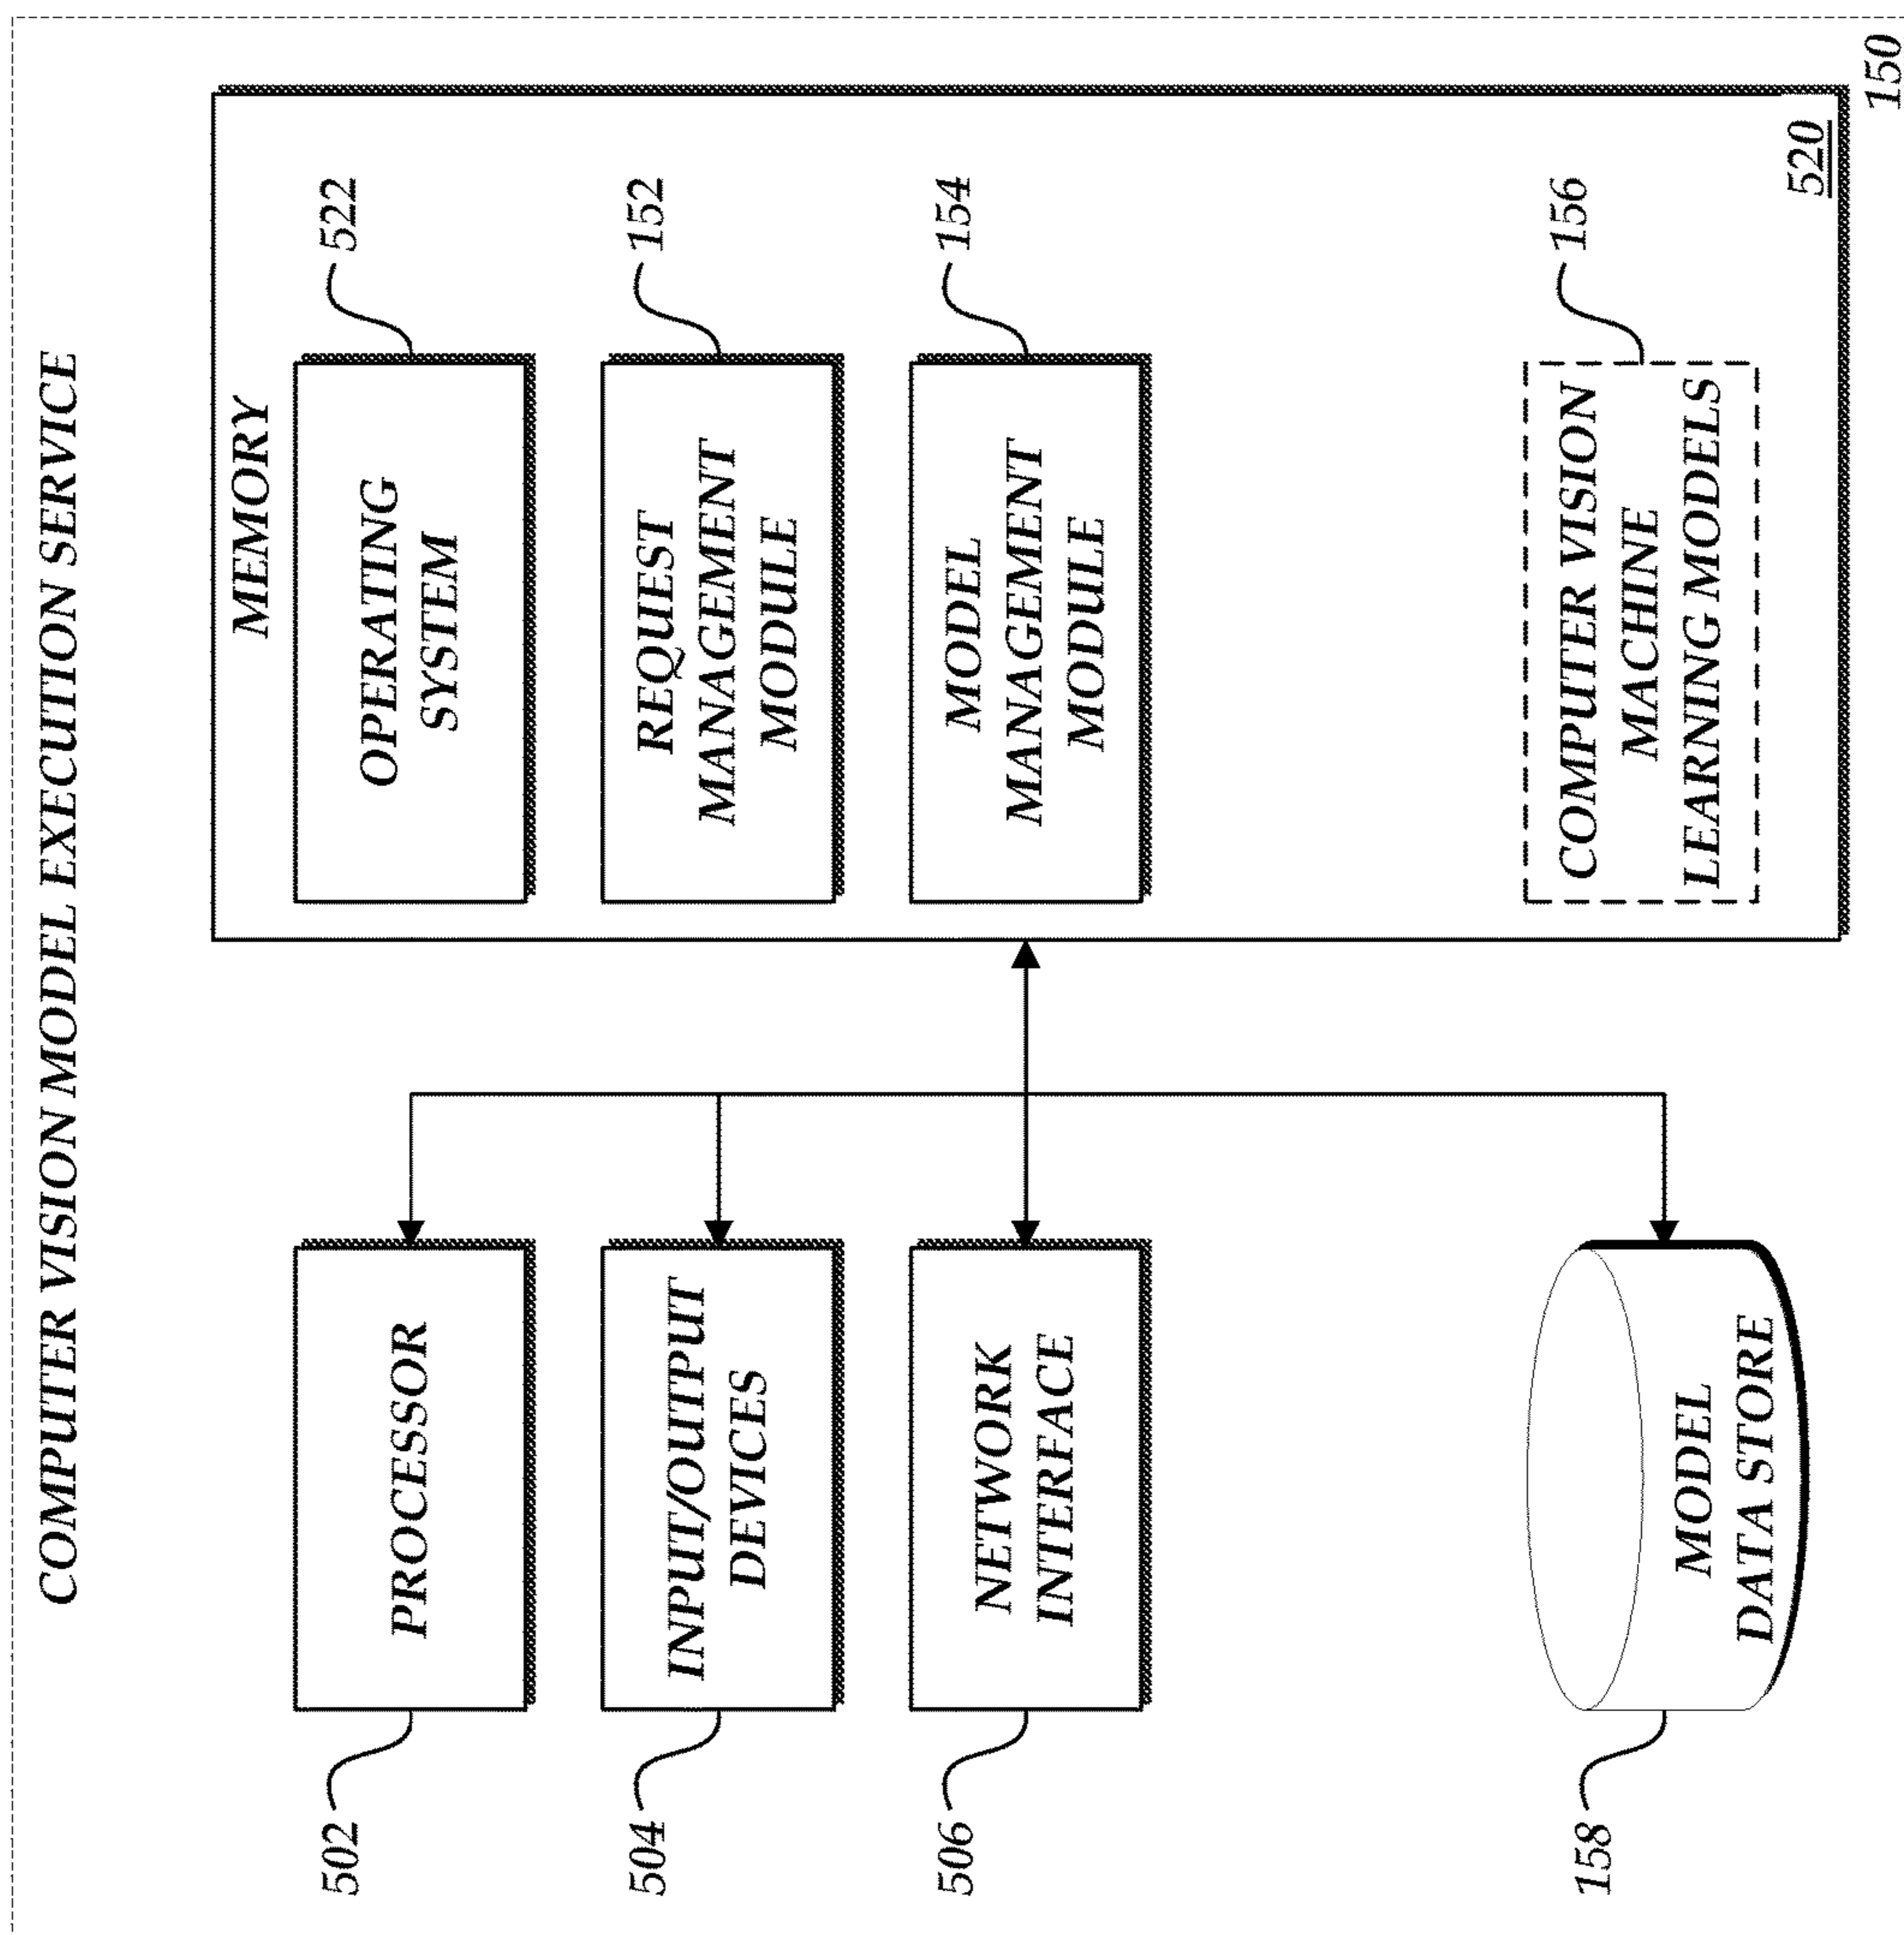 COMPUTER VISION MODEL EXECUTION SERVICE
502
PROCESSOR
504
INPUT/OUTPUT
DEVICES
506
NETWORK
INTERFACE
158
MODEL
DATA STORE
MEMORY
OPERATING
SYSTEM
522
REQUEST
MANAGEMENT
MODULE
152
MODEL
MANAGEMENT
MODULE
154
COMPUTER VISION
MACHINE
LEARNING MODELS
156
520
150